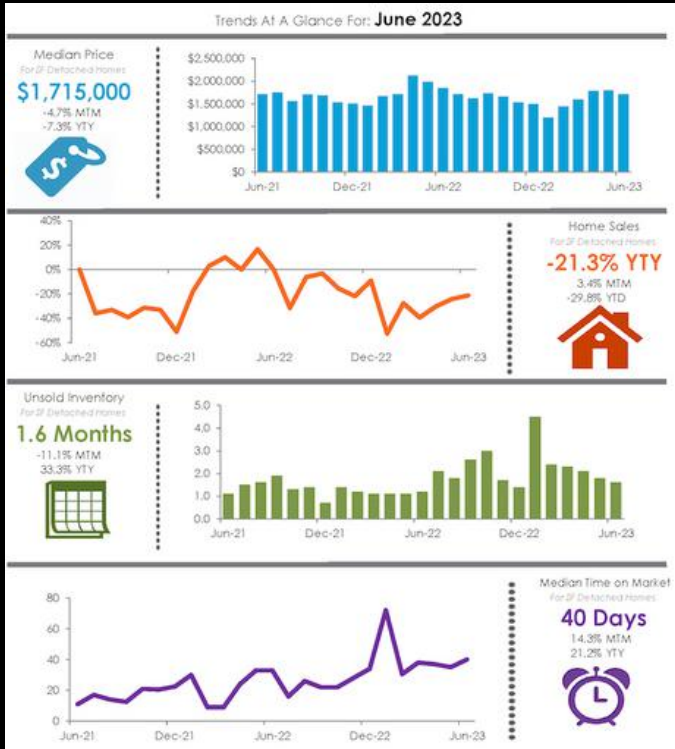 Trends At A Glance For: June 2023
Median Price
For SF Detached Homes
$1,715,000
-4.7% MTM
-7.3% YTY
$
$2,500,000
$2,000,000
$1,500,000
$1,000,000
$500,000
$0
Jun-21 Dec-21 Jun-22 Dec-22 Jun-23
40%
20%
0%
-20%
-40%
-60%
Jun-21 Dec-21 Jun-22 Dec-22 Jun-23
Home Sales
For SF Detached Homes
-21.3% YTY
3.4% MTM
-29.8% YTD
Unsold Inventory
For SF Detached Homes
1.6 Months
-11.1% MTM
33.3% YTY
5.0
4.0
3.0
2.0
1.0
0.0
Jun-21 Dec-21 Jun-22 Dec-22 Jun-23
80
60
40
20
0
Jun-21 Dec-21 Jun-22 Dec-22 Jun-23
Median Time on Market
For SF Detached Homes
40 Days
14.3% MTM
21.2% YTY